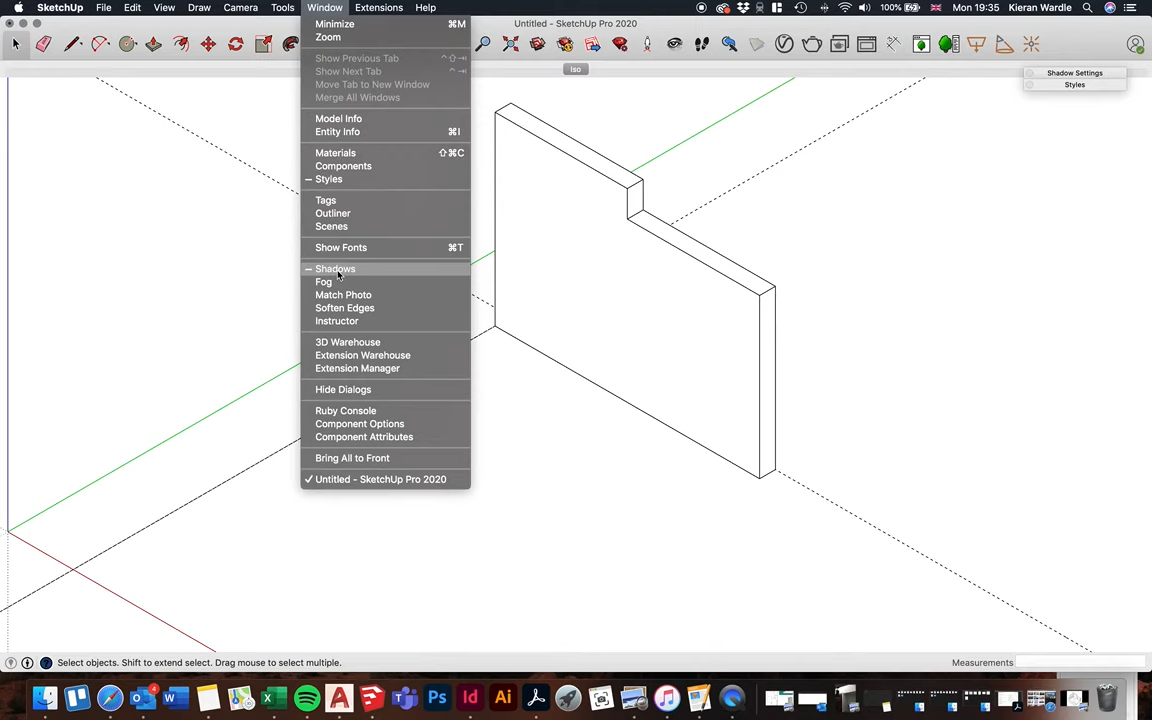 SketchUp File Edit View Draw Camera Tools Window Extensions Help 100% Mon 19:35 Kieran Wardle
Untitled - SketchUp Pro 2020
iso
Shadow Settings
Styles
Minimize ⌘M
Zoom
Show Previous Tab ⌃⇧⇥
Show Next Tab ⌃⇥
Move Tab to New Window
Merge All Windows
Model Info
Entity Info ⌘I
Materials ⇧⌘C
Components
– Styles
Tags
Outliner
Scenes
Show Fonts ⌘T
– Shadows
Fog
Match Photo
Soften Edges
Instructor
3D Warehouse
Extension Warehouse
Extension Manager
Hide Dialogs
Ruby Console
Component Options
Component Attributes
Bring All to Front
✓ Untitled - SketchUp Pro 2020
Select objects. Shift to extend select. Drag mouse to select multiple. Measurements
4 W X A Ps Id Ai